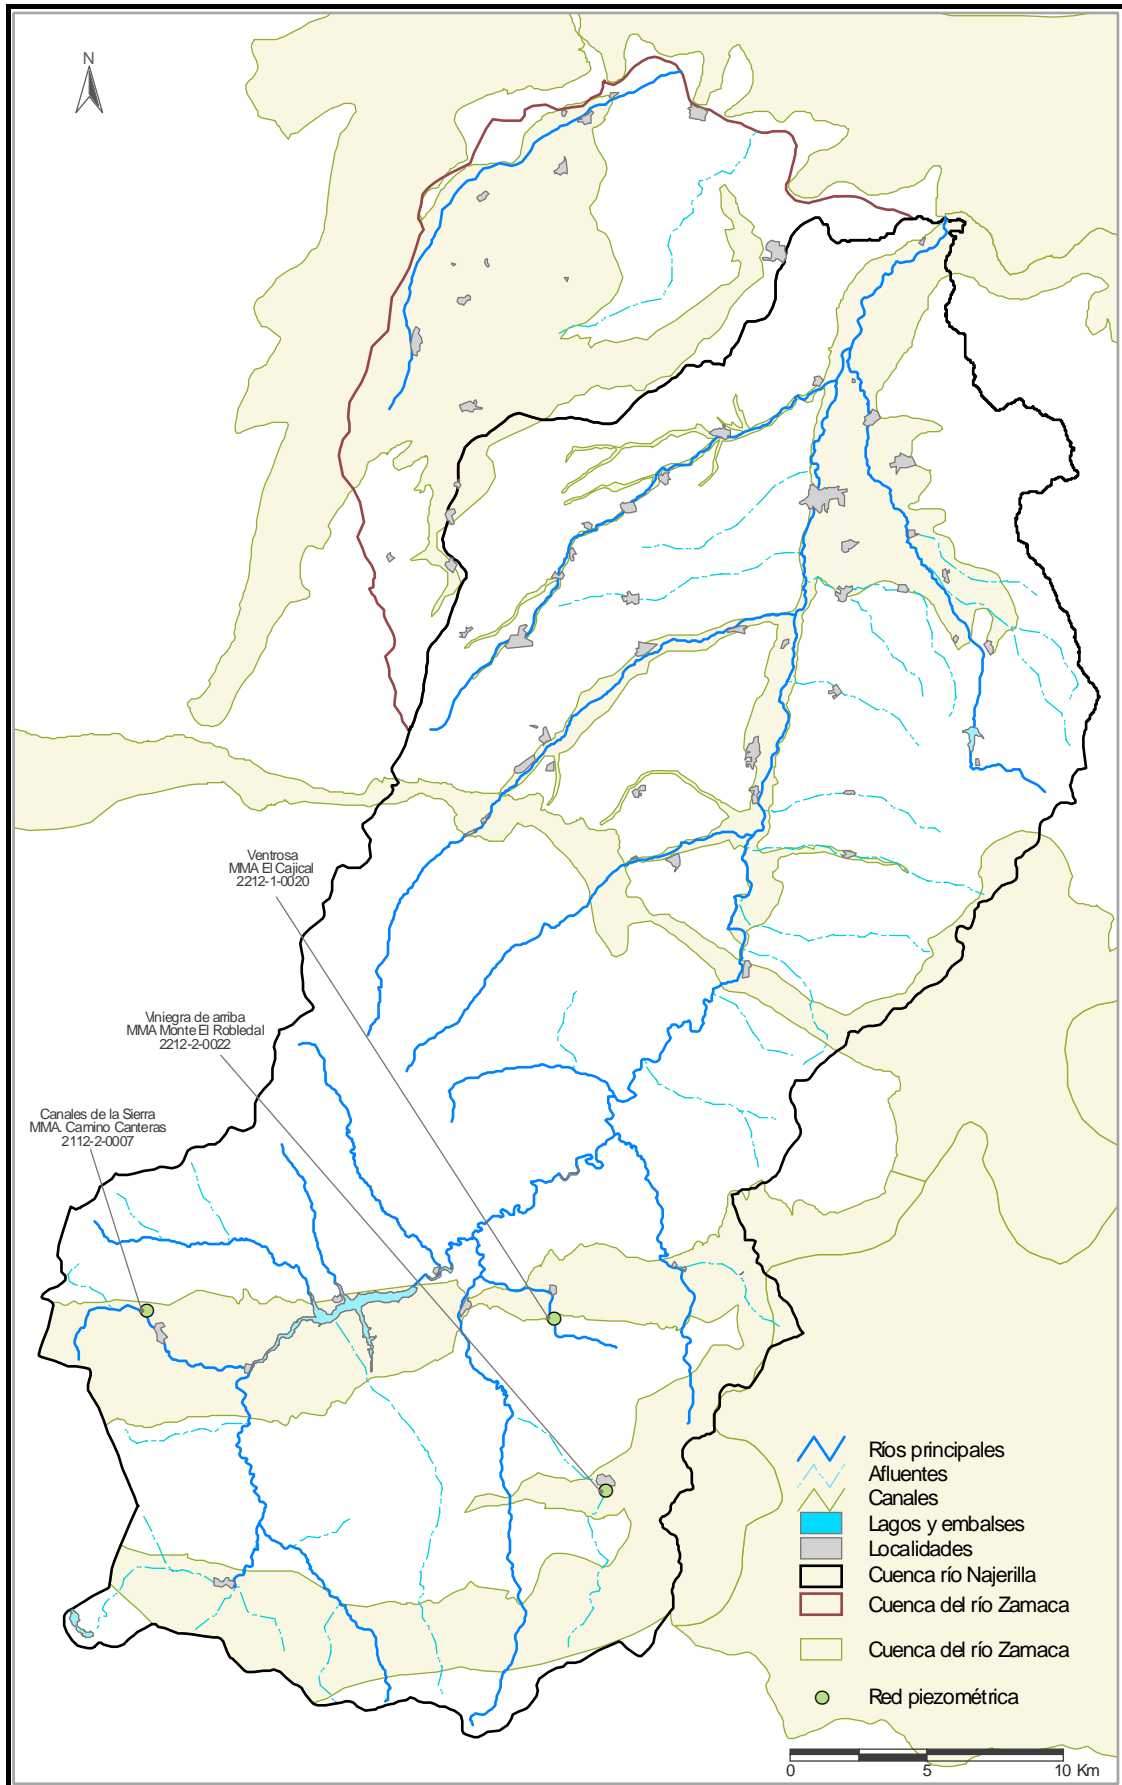 N
Ventrosa
MMA El Cajical
2212-1-0020
Viniegra de arriba
MMA Monte El Robledal
2212-2-0022
Canales de la Sierra
MMA. Camino Canteras
2112-2-0007
Ríos principales
Afluentes
Canales
Lagos y embalses
Localidades
Cuenca río Najerilla
Cuenca del río Zamaca
Cuenca del río Zamaca
Red piezométrica
0 5 10 Km